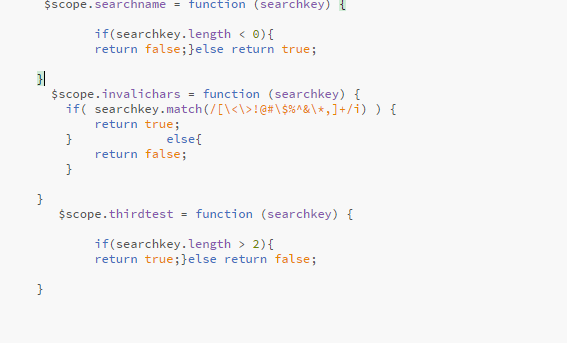 $scope.searchname = function (searchkey) {
if(searchkey.length < 0){
return false;}else return true;
}
$scope.invalichars = function (searchkey) {
if( searchkey.match(/[\<\>!@#\$%^&\*,]+/i) ) {
return true;
} else{
return false;
}
}
$scope.thirdtest = function (searchkey) {
if(searchkey.length > 2){
return true;}else return false;
}